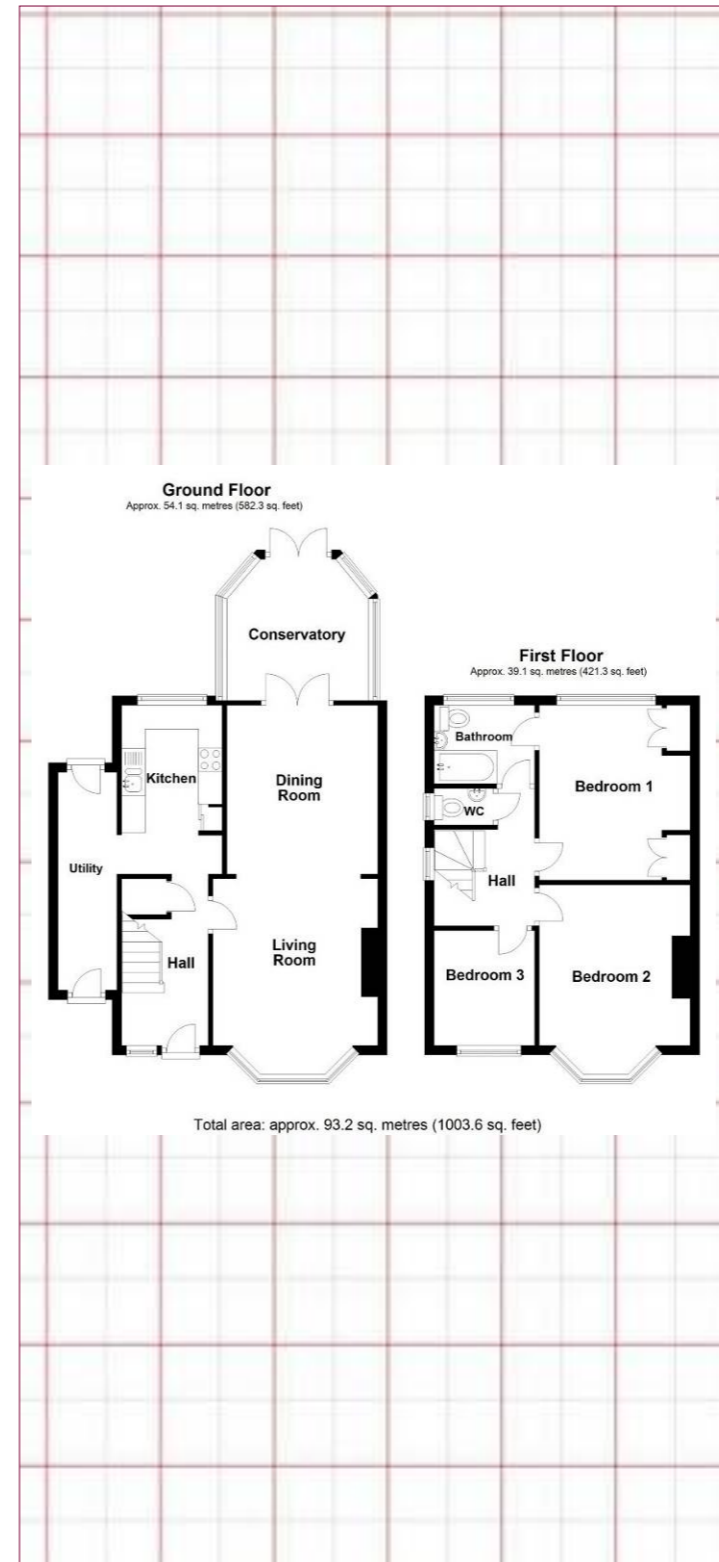 Ground Floor
Approx. 54.1 sq. metres (582.3 sq. feet)
Conservatory
Kitchen
Dining
Room
Utility
Hall
Living
Room
First Floor
Approx. 39.1 sq. metres (421.3 sq. feet)
Bathroom
Bedroom 1
WC
Hall
Bedroom 3
Bedroom 2
Total area: approx. 93.2 sq. metres (1003.6 sq. feet)